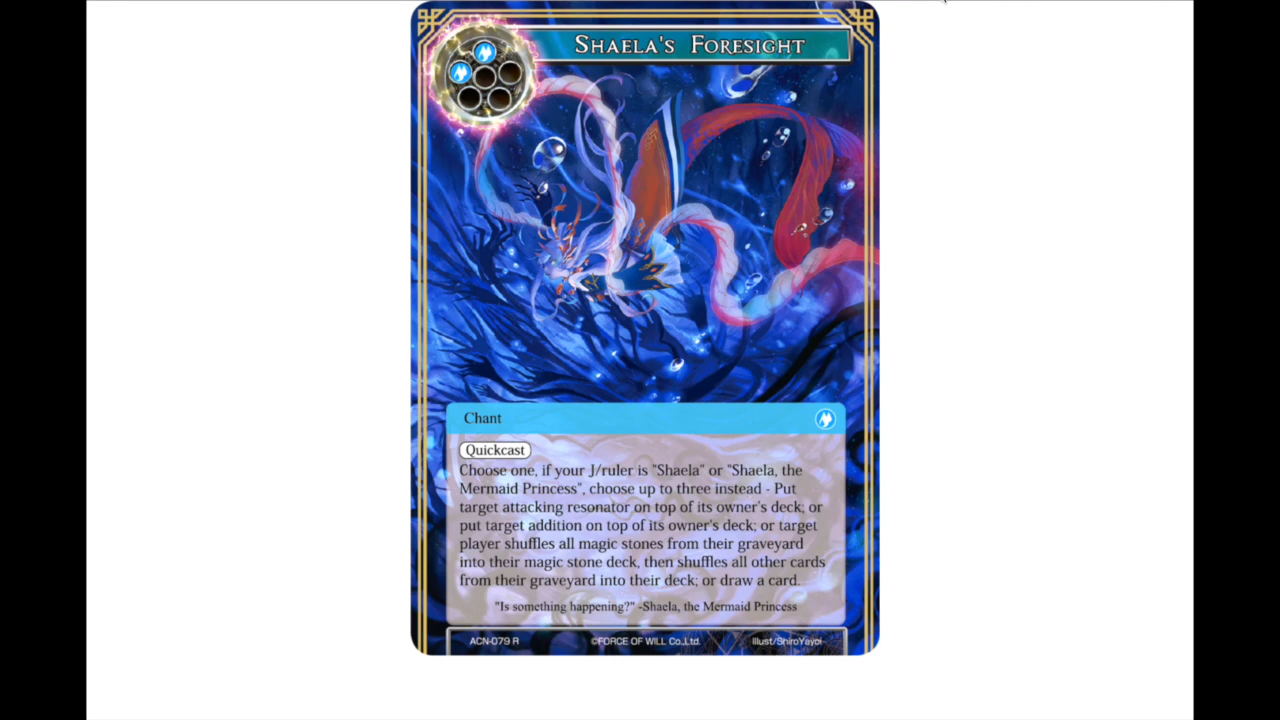 Shaela's Foresight
Chant
Quickcast
Choose one, if your J/ruler is "Shaela" or "Shaela, the
Mermaid Princess", choose up to three instead - Put
target attacking resonator on top of its owner's deck; or
put target addition on top of its owner's deck; or target
player shuffles all magic stones from their graveyard
into their magic stone deck, then shuffles all other cards
from their graveyard into their deck; or draw a card.
"Is something happening?" -Shaela, the Mermaid Princess
ACN-079 R ©FORCE OF WILL Co.,Ltd. Illust/ShiroYayoi